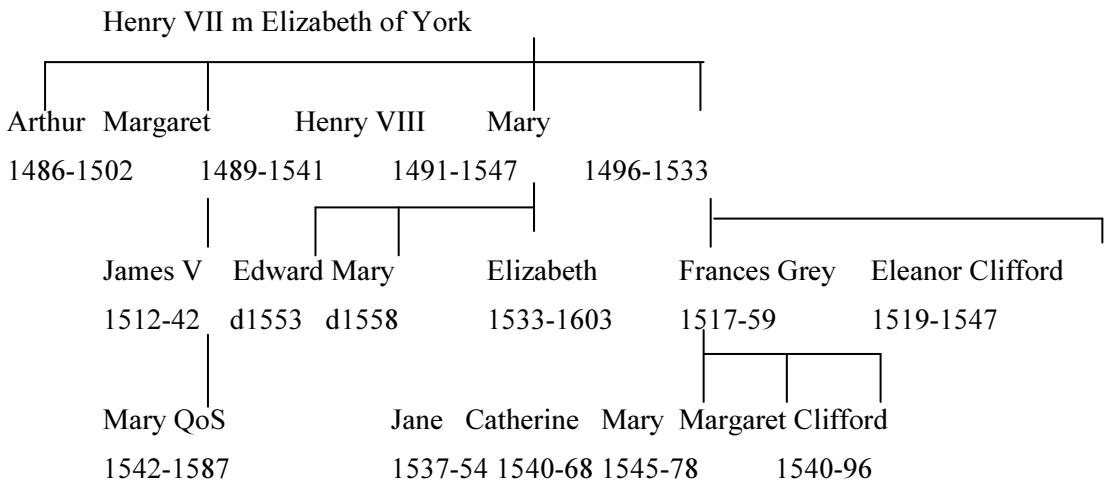 Henry VII m Elizabeth of York
Arthur Margaret Henry VIII Mary
1486-1502 1489-1541 1491-1547 1496-1533
James V Edward Mary Elizabeth Frances Grey Eleanor Clifford
1512-42 d1553 d1558 1533-1603 1517-59 1519-1547
Mary QoS Jane Catherine Mary Margaret Clifford
1542-1587 1537-54 1540-68 1545-78 1540-96